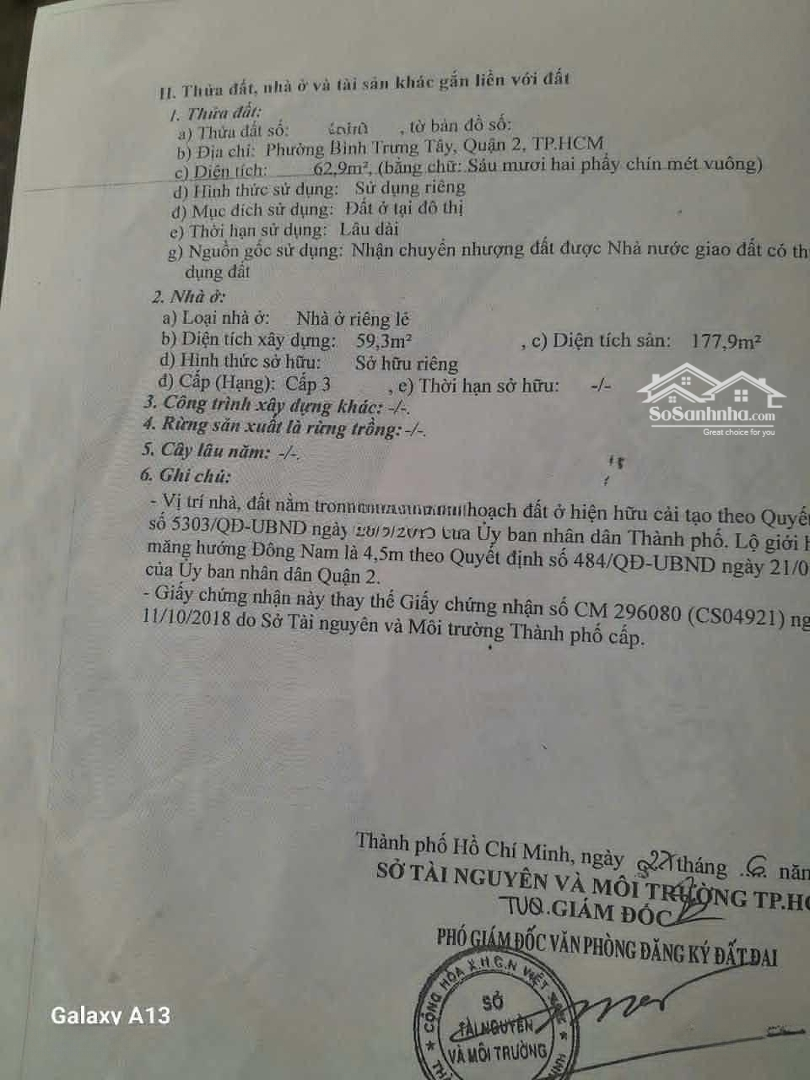 II. Thửa đất, nhà ở và tài sản khác gắn liền với đất
1. Thửa đất:
a) Thửa đất số: , tờ bản đồ số:
b) Địa chỉ: Phường Bình Trưng Tây, Quận 2, TP.HCM
c) Diện tích: 62,9m², (bằng chữ: Sáu mươi hai phẩy chín mét vuông)
d) Hình thức sử dụng: Sử dụng riêng
đ) Mục đích sử dụng: Đất ở tại đô thị
e) Thời hạn sử dụng: Lâu dài
g) Nguồn gốc sử dụng: Nhận chuyển nhượng đất được Nhà nước giao đất có th
dụng đất
2. Nhà ở:
a) Loại nhà ở: Nhà ở riêng lẻ
b) Diện tích xây dựng: 59,3m² , c) Diện tích sàn: 177,9m²
d) Hình thức sở hữu: Sở hữu riêng
đ) Cấp (Hạng): Cấp 3 , e) Thời hạn sở hữu: -/-
SoSanhnha.com
Great choice for you
3. Công trình xây dựng khác: -/-.
4. Rừng sản xuất là rừng trồng: -/-.
5. Cây lâu năm: -/-.
6. Ghi chú:
- Vị trí nhà, đất nằm hoạch đất ở hiện hữu cải tạo theo Quyết
số 5303/QĐ-UBND ngày của Ủy ban nhân dân Thành phố. Lộ giới
măng hướng Đông Nam là 4,5m theo Quyết định số 484/QĐ-UBND ngày 21/0
của Ủy ban nhân dân Quận 2.
- Giấy chứng nhận này thay thế Giấy chứng nhận số CM 296080 (CS04921) ng
11/10/2018 do Sở Tài nguyên và Môi trường Thành phố cấp.
Thành phố Hồ Chí Minh, ngày 27 tháng 6 năm
SỞ TÀI NGUYÊN VÀ MÔI TRƯỜNG TP.HC
TUQ.GIÁM ĐỐC
PHÓ GIÁM ĐỐC VĂN PHÒNG ĐĂNG KÝ ĐẤT ĐAI
CỘNG HÒA X.H.C.N VIỆT NAM
SỞ
TÀI NGUYÊN
VÀ MÔI TRƯỜNG
Galaxy A13